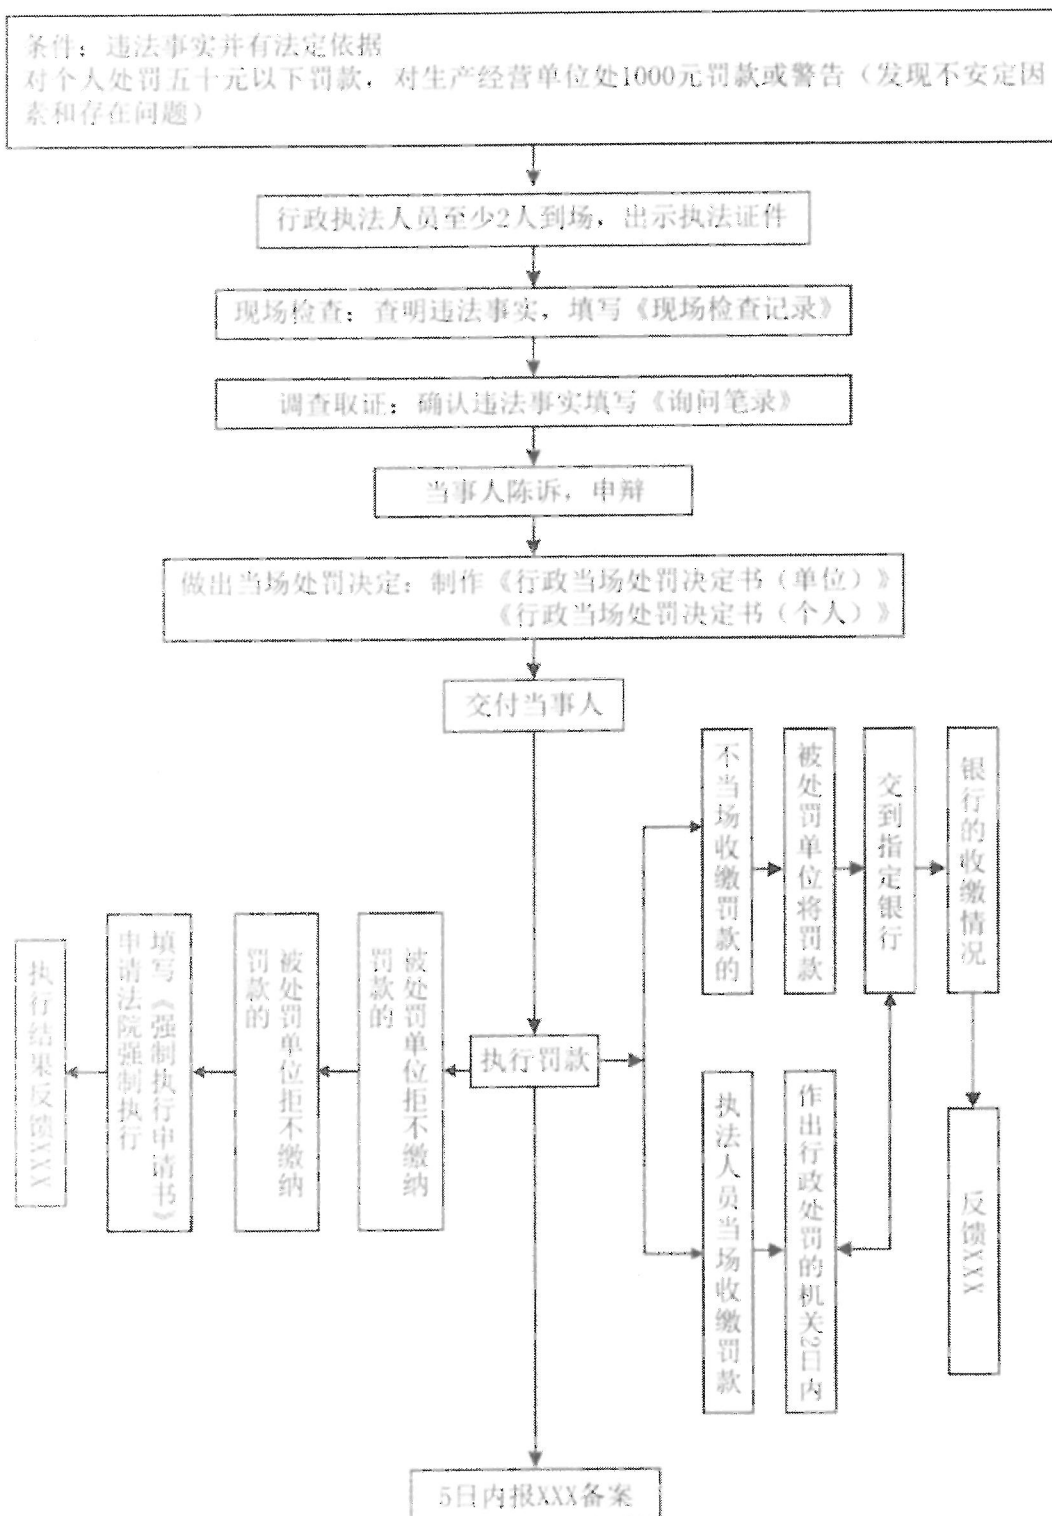 条件：违法事实并有法定依据
对个人处罚五十元以下罚款，对生产经营单位处1000元罚款或警告（发现不安定因
素和存在问题）
行政执法人员至少2人到场，出示执法证件
现场检查：查明违法事实，填写《现场检查记录》
调查取证：确认违法事实填写《询问笔录》
当事人陈诉，申辩
做出当场处罚决定：制作《行政当场处罚决定书（单位）》
《行政当场处罚决定书（个人）》
交付当事人
执行罚款
不当场收缴罚款的
被处罚单位将罚款
交到指定银行
银行的收缴情况
反馈XXX
执法人员当场收缴罚款
作出行政处罚的机关2日内
被处罚单位拒不缴纳
罚款的
被处罚单位拒不缴纳
罚款的
填写《强制执行申请书》
申请法院强制执行
执行结果反馈XXX
5日内报XXX备案